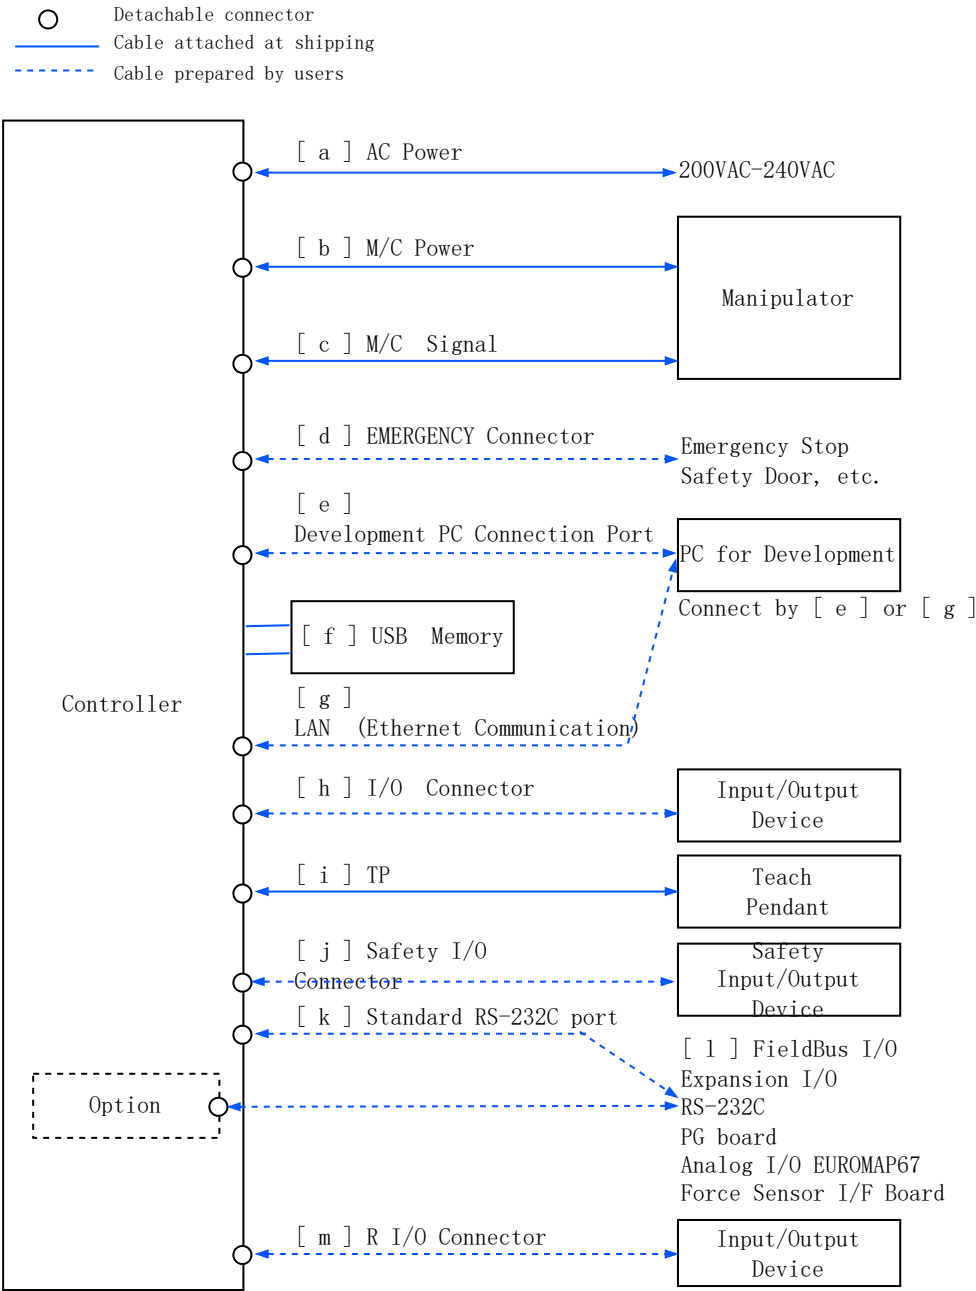 Detachable connector
Cable attached at shipping
Cable prepared by users
[ a ] AC Power
200VAC-240VAC
[ b ] M/C Power
Manipulator
[ c ] M/C Signal
[ d ] EMERGENCY Connector
Emergency Stop
Safety Door, etc.
[ e ]
Development PC Connection Port
PC for Development
Connect by [ e ] or [ g ]
[ f ] USB Memory
Controller
[ g ]
LAN (Ethernet Communication)
[ h ] I/O Connector
Input/Output
Device
[ i ] TP
Teach
Pendant
[ j ] Safety I/O
Connector
Safety
Input/Output
Device
[ k ] Standard RS-232C port
Option
[ l ] FieldBus I/O
Expansion I/O
RS-232C
PG board
Analog I/O EUROMAP67
Force Sensor I/F Board
[ m ] R I/O Connector
Input/Output
Device